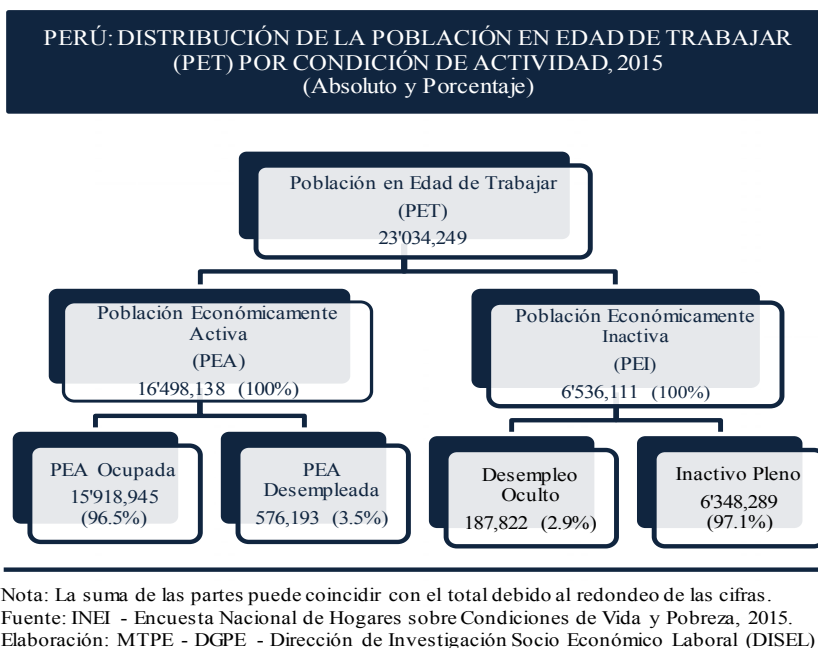 PERÚ: DISTRIBUCIÓN DE LA POBLACIÓN EN EDAD DE TRABAJAR
(PET) POR CONDICIÓN DE ACTIVIDAD, 2015
(Absoluto y Porcentaje)
Población en Edad de Trabajar
(PET)
23'034,249
Población Económicamente
Activa
(PEA)
16'498,138 (100%)
Población Económicamente
Inactiva
(PEI)
6'536,111 (100%)
PEA Ocupada
15'918,945
(96.5%)
PEA
Desempleada
576,193 (3.5%)
Desempleo
Oculto
187,822 (2.9%)
Inactivo Pleno
6'348,289
(97.1%)
Nota: La suma de las partes puede coincidir con el total debido al redondeo de las cifras.
Fuente: INEI - Encuesta Nacional de Hogares sobre Condiciones de Vida y Pobreza, 2015.
Elaboración: MTPE - DGPE - Dirección de Investigación Socio Económico Laboral (DISEL)